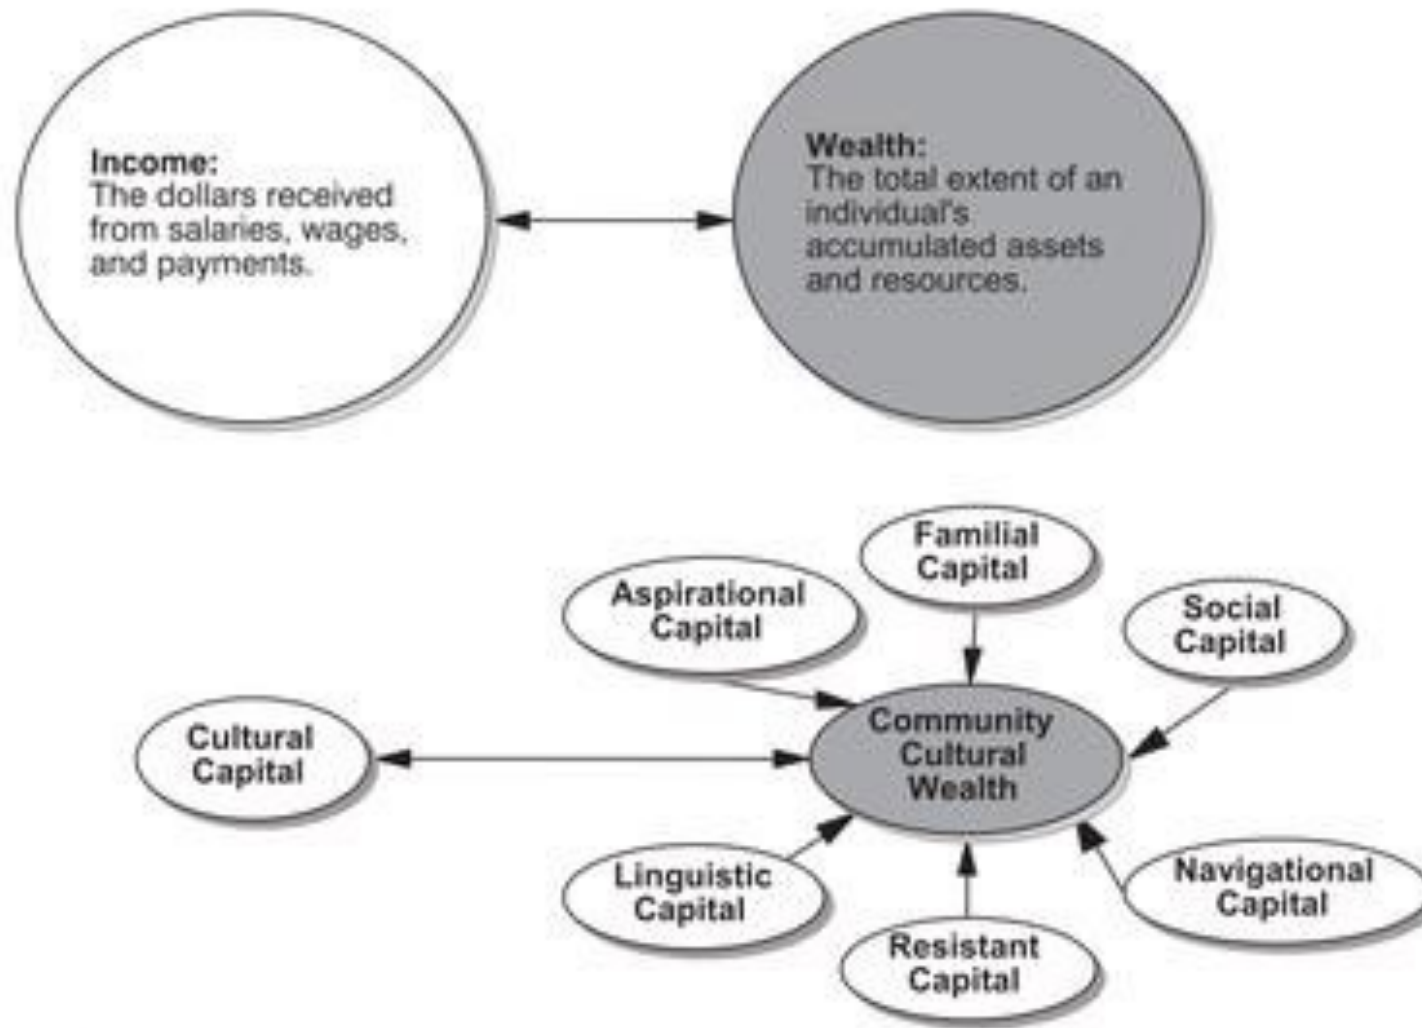 Income:
The dollars received
from salaries, wages,
and payments.
Wealth:
The total extent of an
individual's
accumulated assets
and resources.
Familial
Capital
Aspirational
Capital
Social
Capital
Cultural
Capital
Community
Cultural
Wealth
Linguistic
Capital
Navigational
Capital
Resistant
Capital